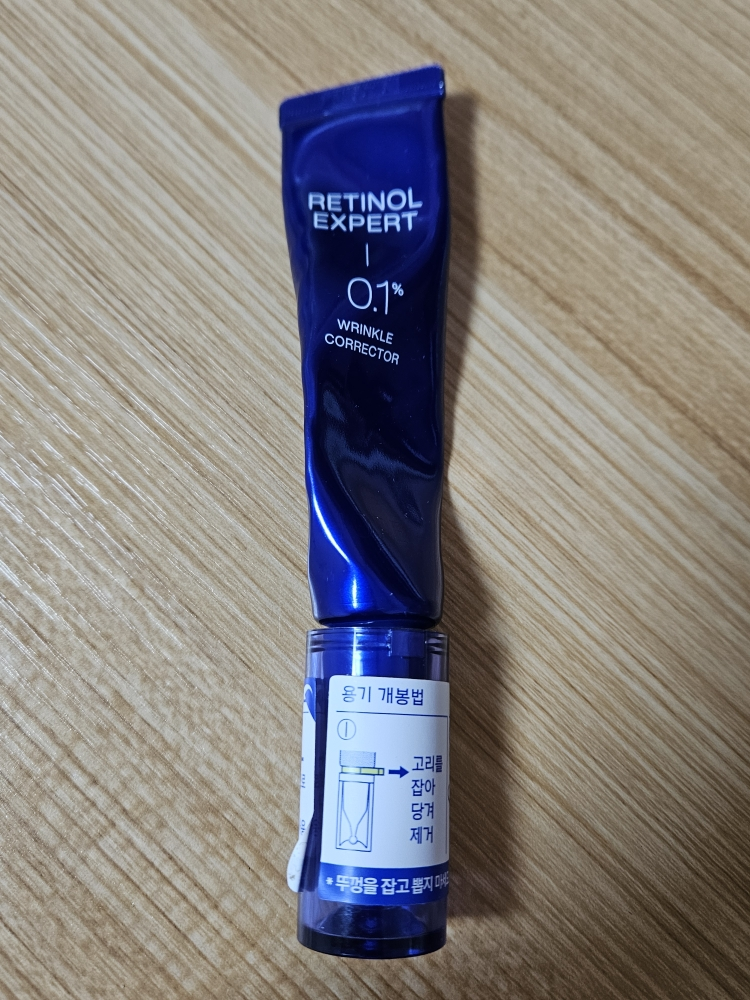 RETINOL
EXPERT
0.1%
WRINKLE
CORRECTOR
용기 개봉법
①
고리를
잡아
당겨
제거
* 뚜껑을 잡고 뽑지